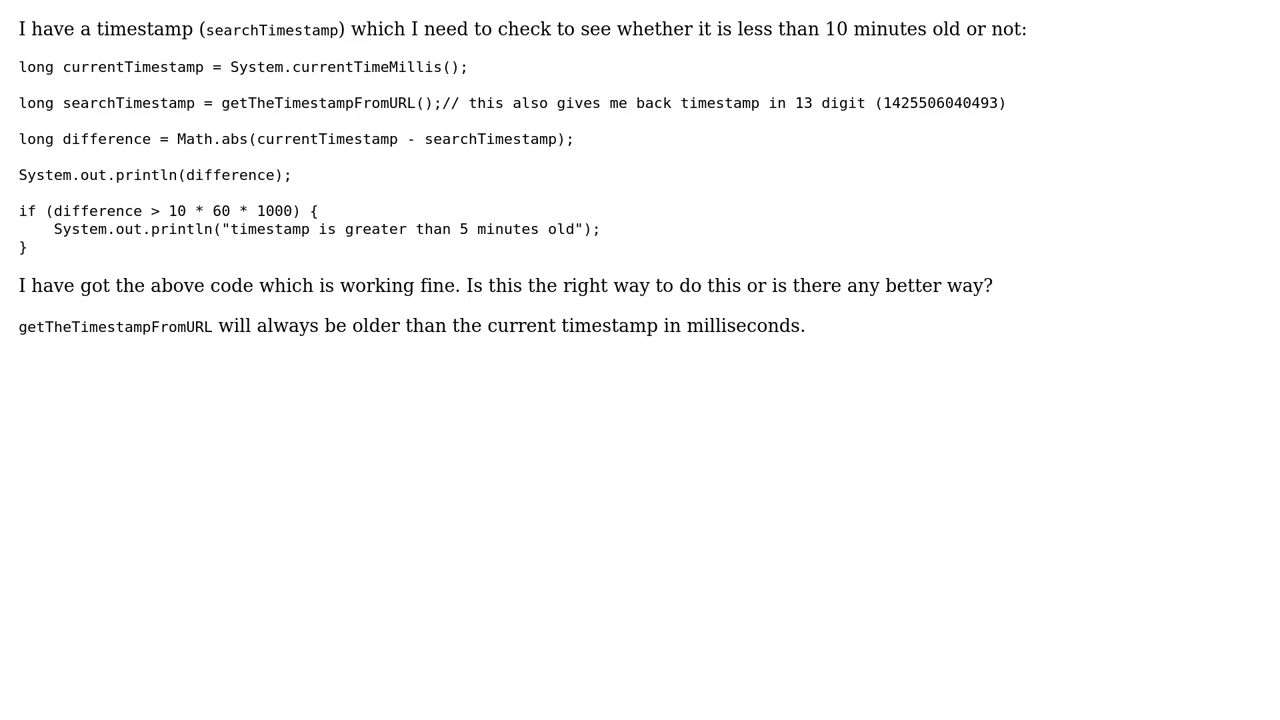 I have a timestamp (searchTimestamp) which I need to check to see whether it is less than 10 minutes old or not:
long currentTimestamp = System.currentTimeMillis();
long searchTimestamp = getTheTimestampFromURL();// this also gives me back timestamp in 13 digit (1425506040493)
long difference = Math.abs(currentTimestamp - searchTimestamp);
System.out.println(difference);
if (difference > 10 * 60 * 1000) {
    System.out.println("timestamp is greater than 5 minutes old");
}
I have got the above code which is working fine. Is this the right way to do this or is there any better way?
getTheTimestampFromURL will always be older than the current timestamp in milliseconds.